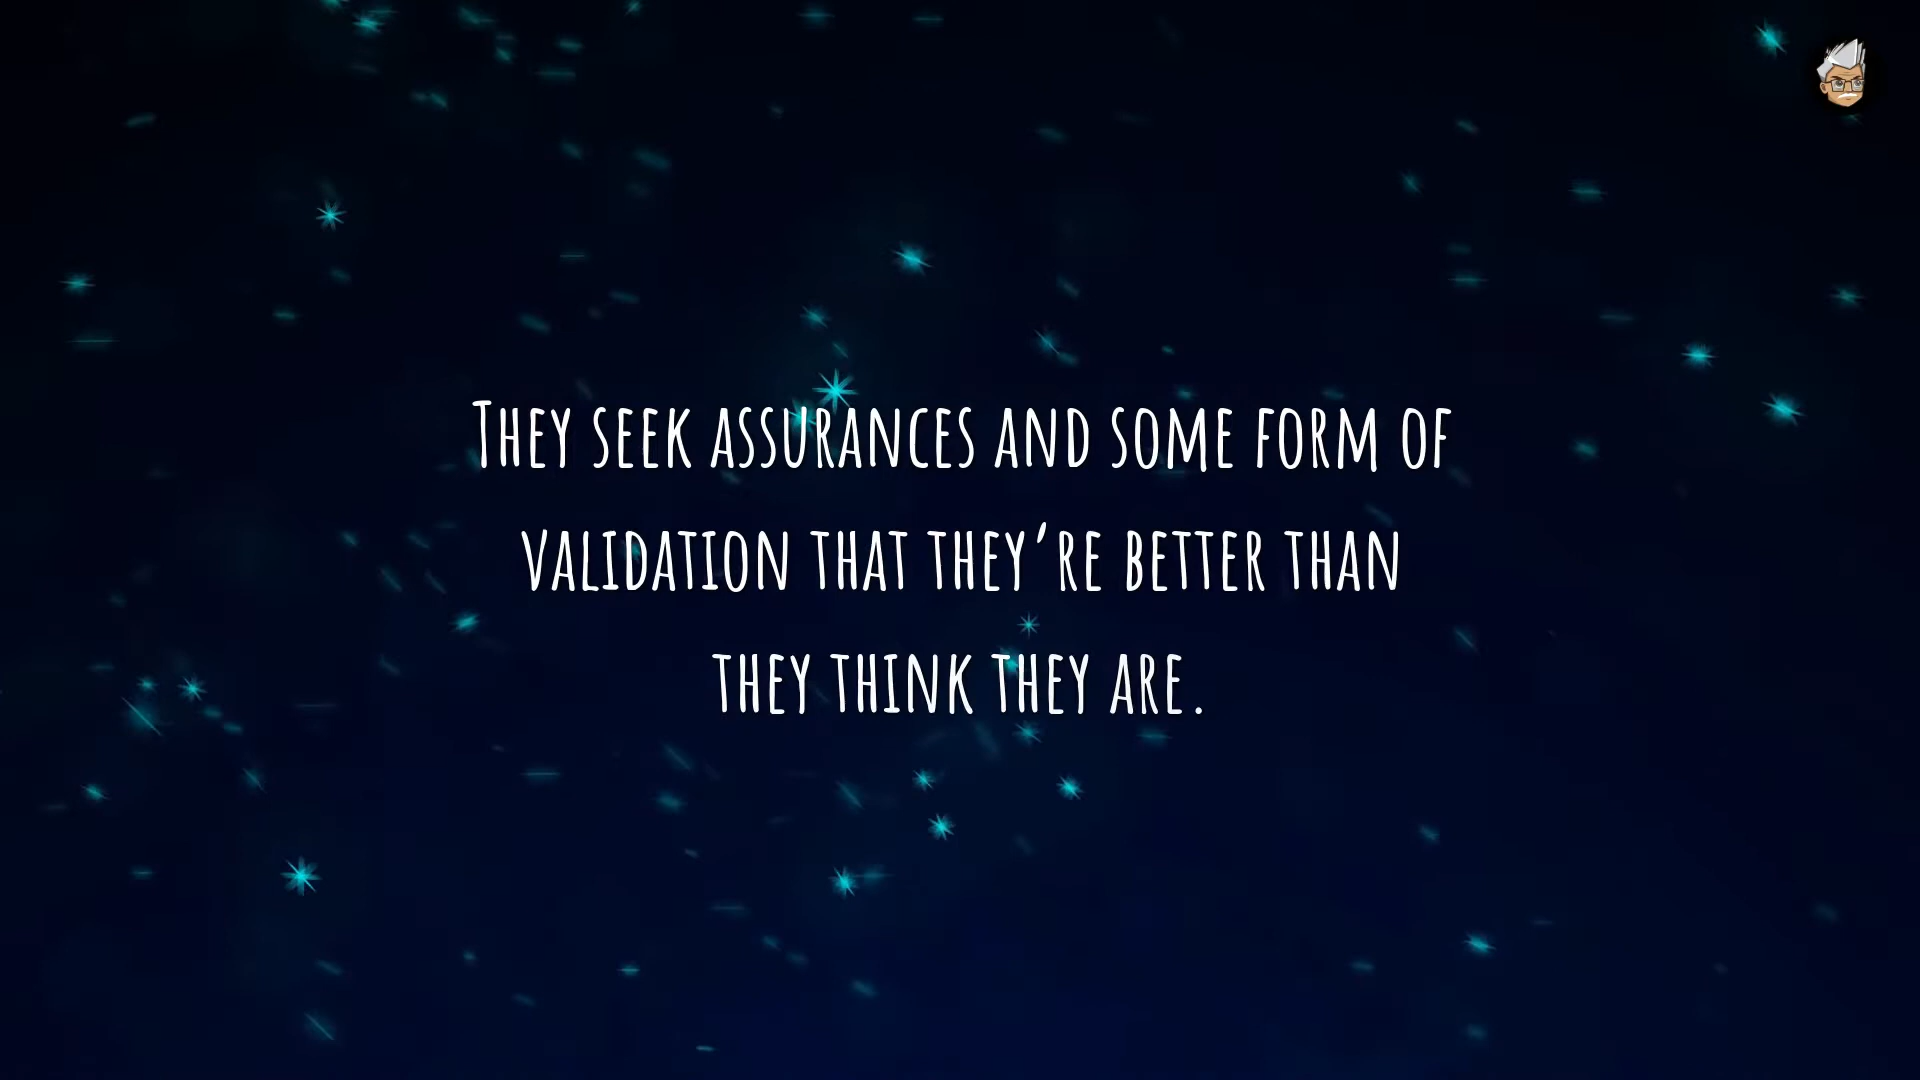 They seek assurances and some form of
validation that they’re better than
they think they are.